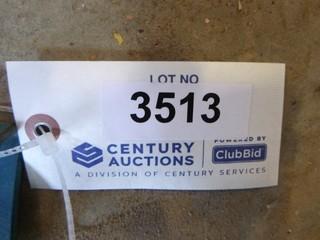 LOT NO
3513
CENTURY
AUCTIONS
POWERED BY
ClubBid
A DIVISION OF CENTURY SERVICES